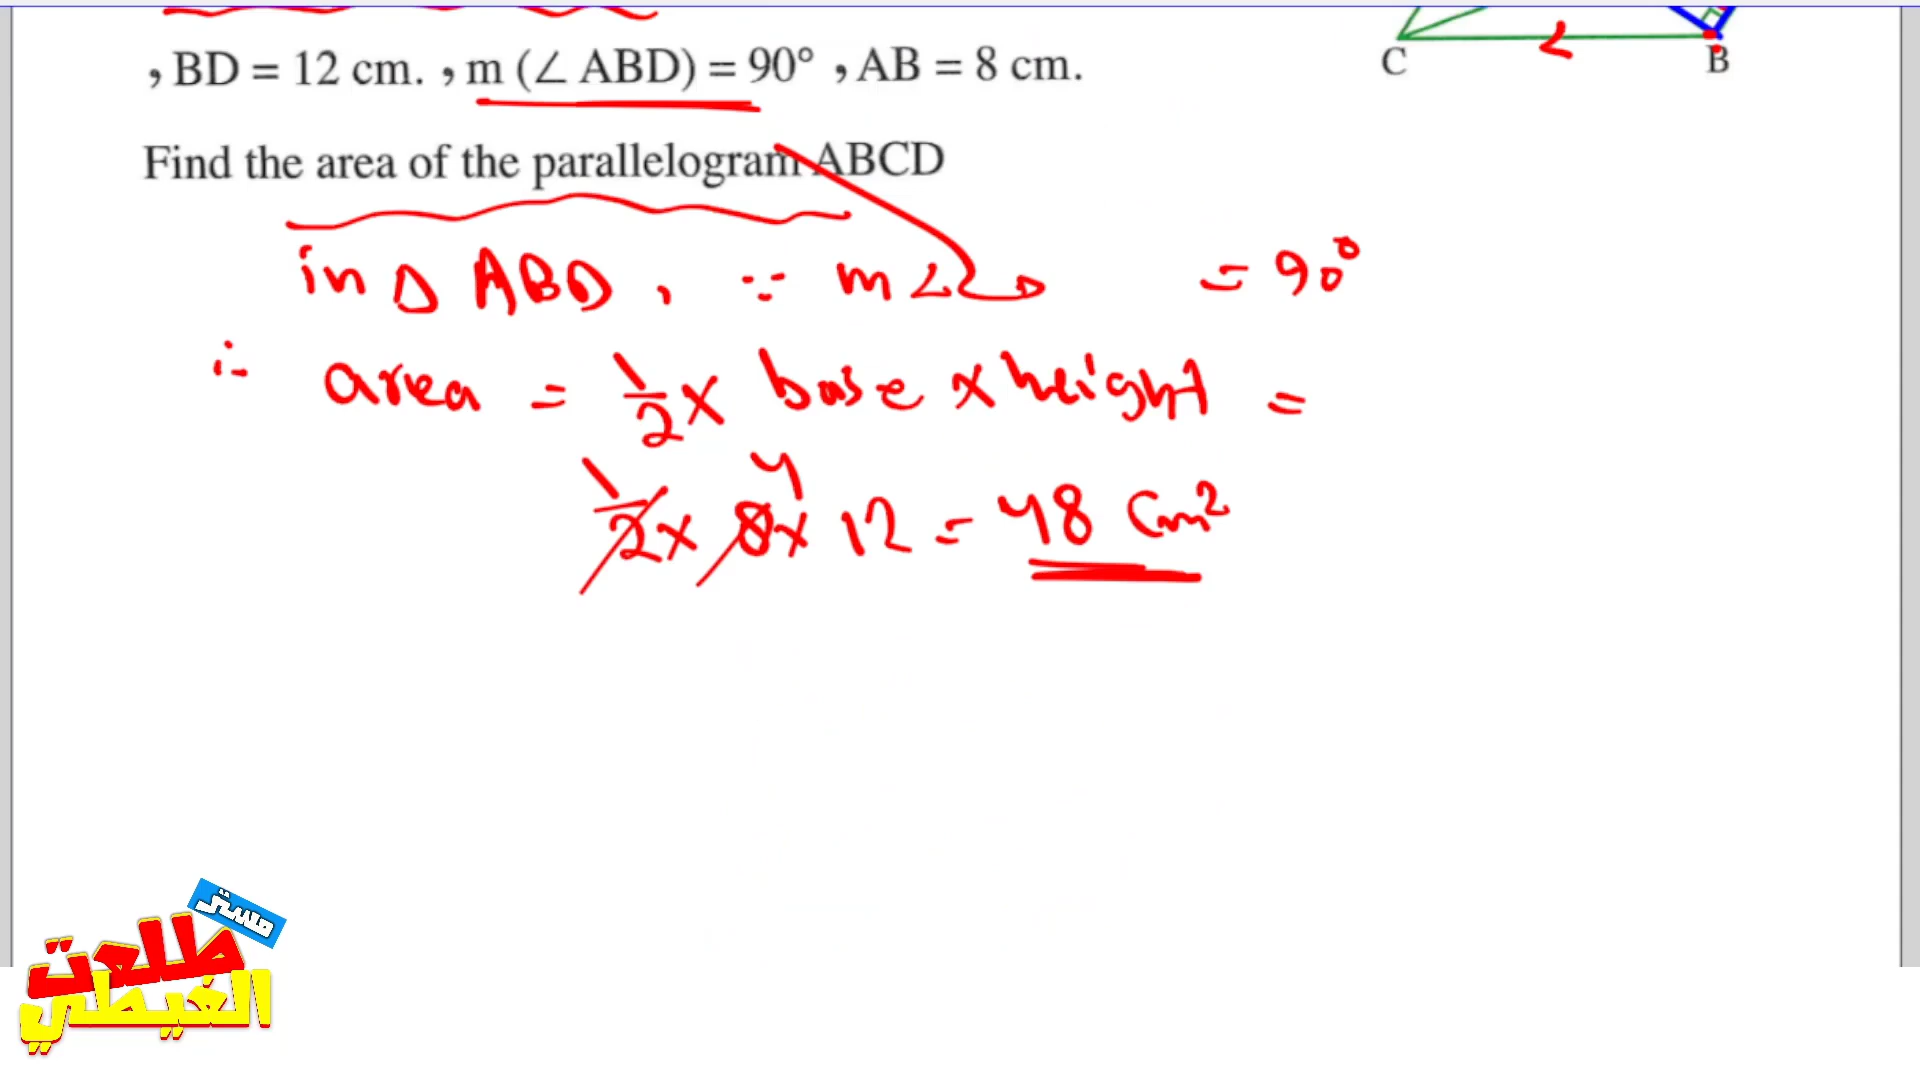 C B
, BD = 12 cm. , m (∠ ABD) = 90° , AB = 8 cm.
Find the area of the parallelogram ABCD
in Δ ABD , ∵ m∠ = 90°
∴ area = 1/2 × base × height =
1/2 × 8 × 12 = 48 cm²
4
مستر
طلعت
الغيطي